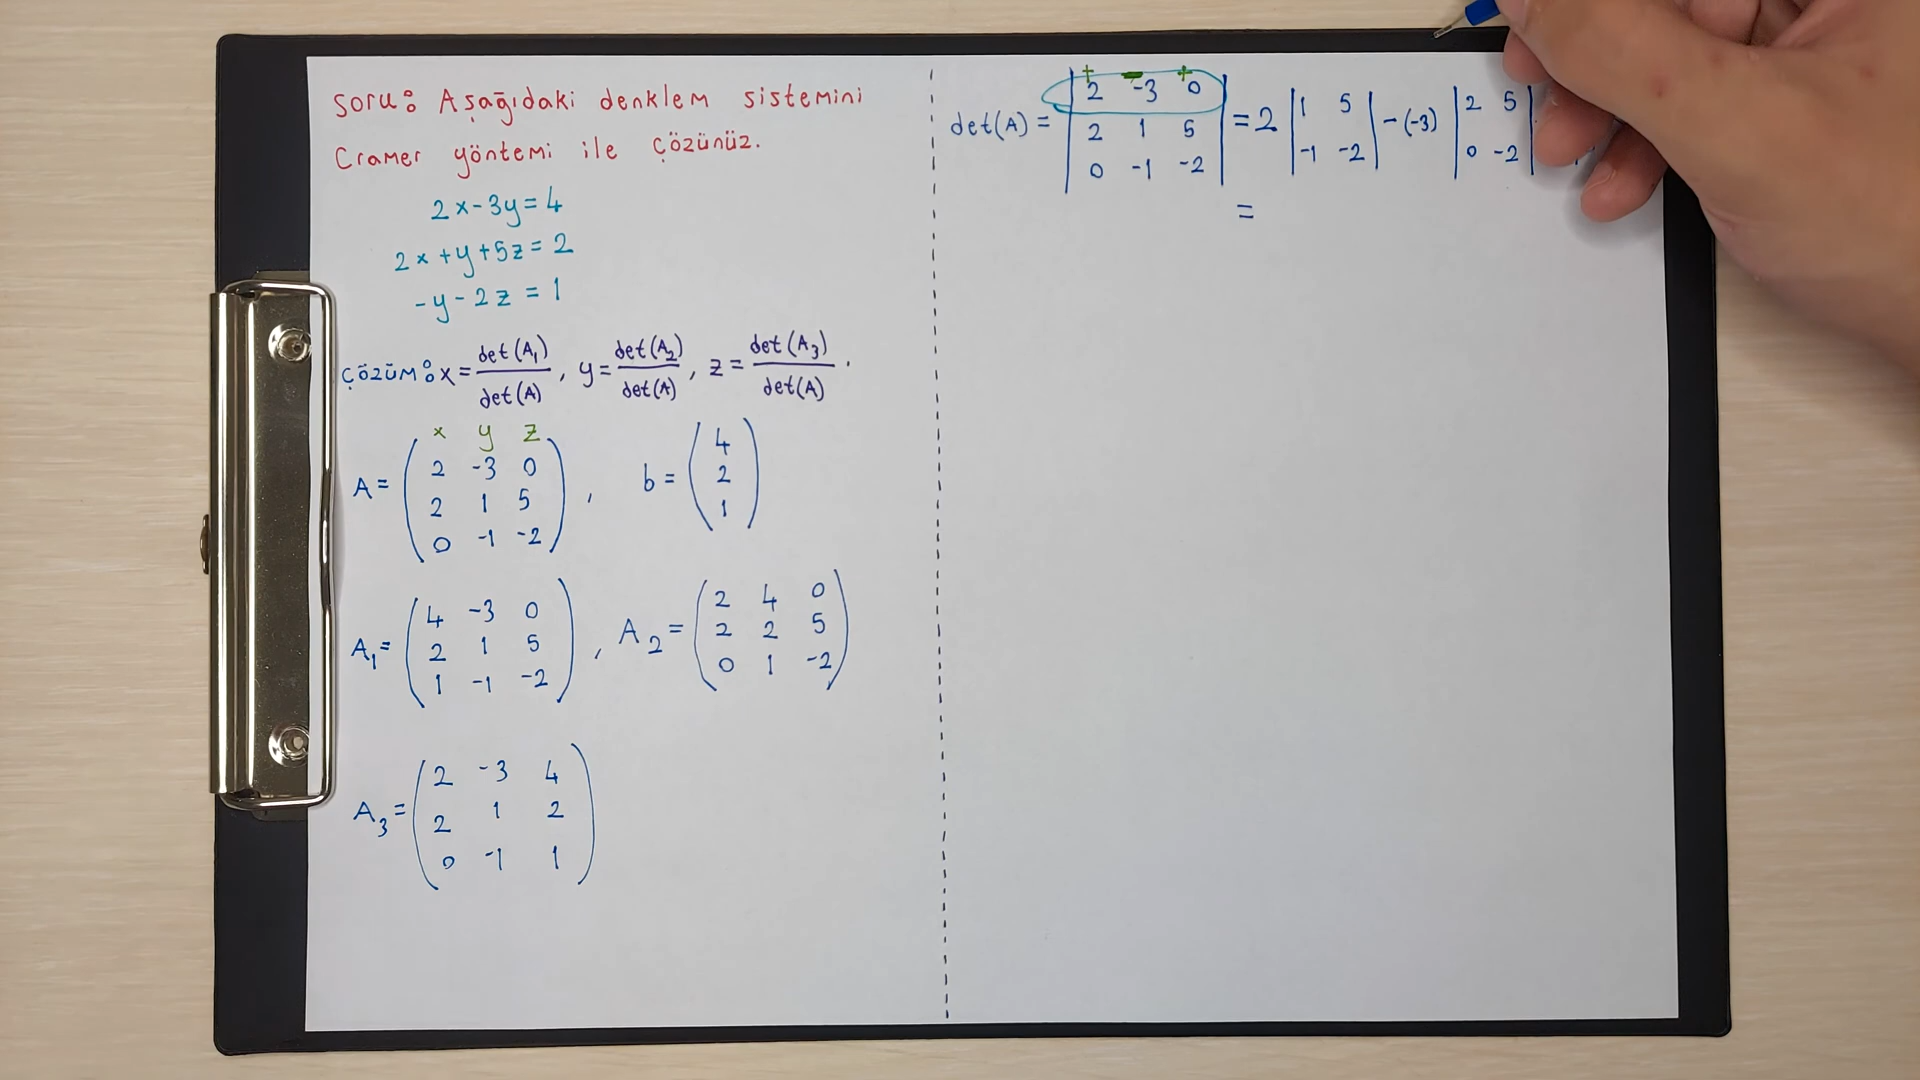 Soru: Aşağıdaki denklem sistemini
Cramer yöntemi ile çözünüz.
2x-3y=4
2x+y+5z=2
-y-2z=1
Çözüm: x= det(A₁)/det(A), y= det(A₂)/det(A), z= det(A₃)/det(A).
x y z
A= ( 2 -3 0
2 1 5
0 -1 -2 ) , b= ( 4
2
1 )
A₁= ( 4 -3 0
2 1 5
1 -1 -2 ) , A₂= ( 2 4 0
2 2 5
0 1 -2 )
A₃= ( 2 -3 4
2 1 2
0 -1 1 )
+ - +
det(A) = | 2 -3 0
2 1 5
0 -1 -2 | =2 | 1 5
-1 -2 | -(-3) | 2 5
0 -2 |
=